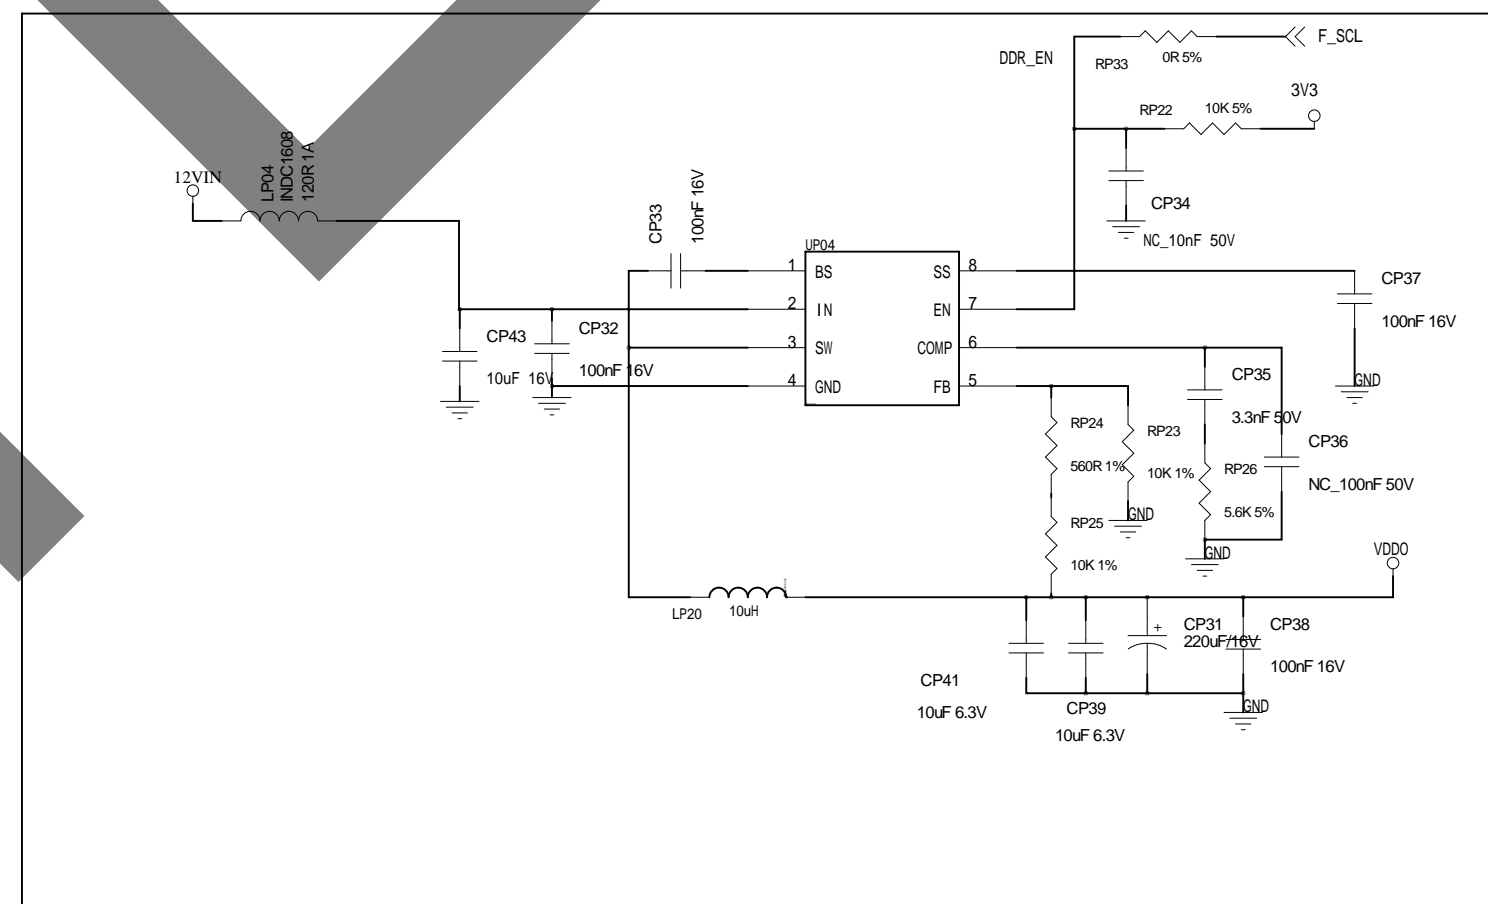 F_SCL
DDR_EN
RP33
0R 5%
3V3
RP22
10K 5%
12VIN
LP04
INDC1608
120R 1A
CP33
100nF 16V
CP34
NC_10nF 50V
UP04
1
BS
SS
8
2
IN
EN
7
3
SW
COMP
6
4
GND
FB
5
CP37
100nF 16V
GND
CP43
10uF 16V
CP32
100nF 16V
CP35
3.3nF 50V
CP36
NC_100nF 50V
RP24
560R 1%
RP23
10K 1%
RP26
5.6K 5%
GND
RP25
10K 1%
GND
VDDO
LP20
10uH
+
CP31
220uF/16V
CP38
100nF 16V
CP41
10uF 6.3V
CP39
10uF 6.3V
GND